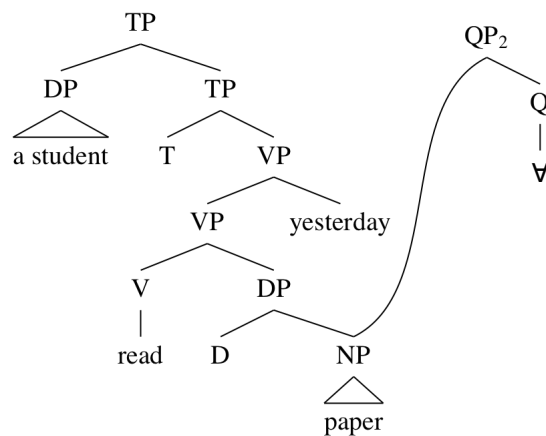 TP
QP₂
DP TP
Q
a student T VP
∀
VP yesterday
V DP
read D NP
paper